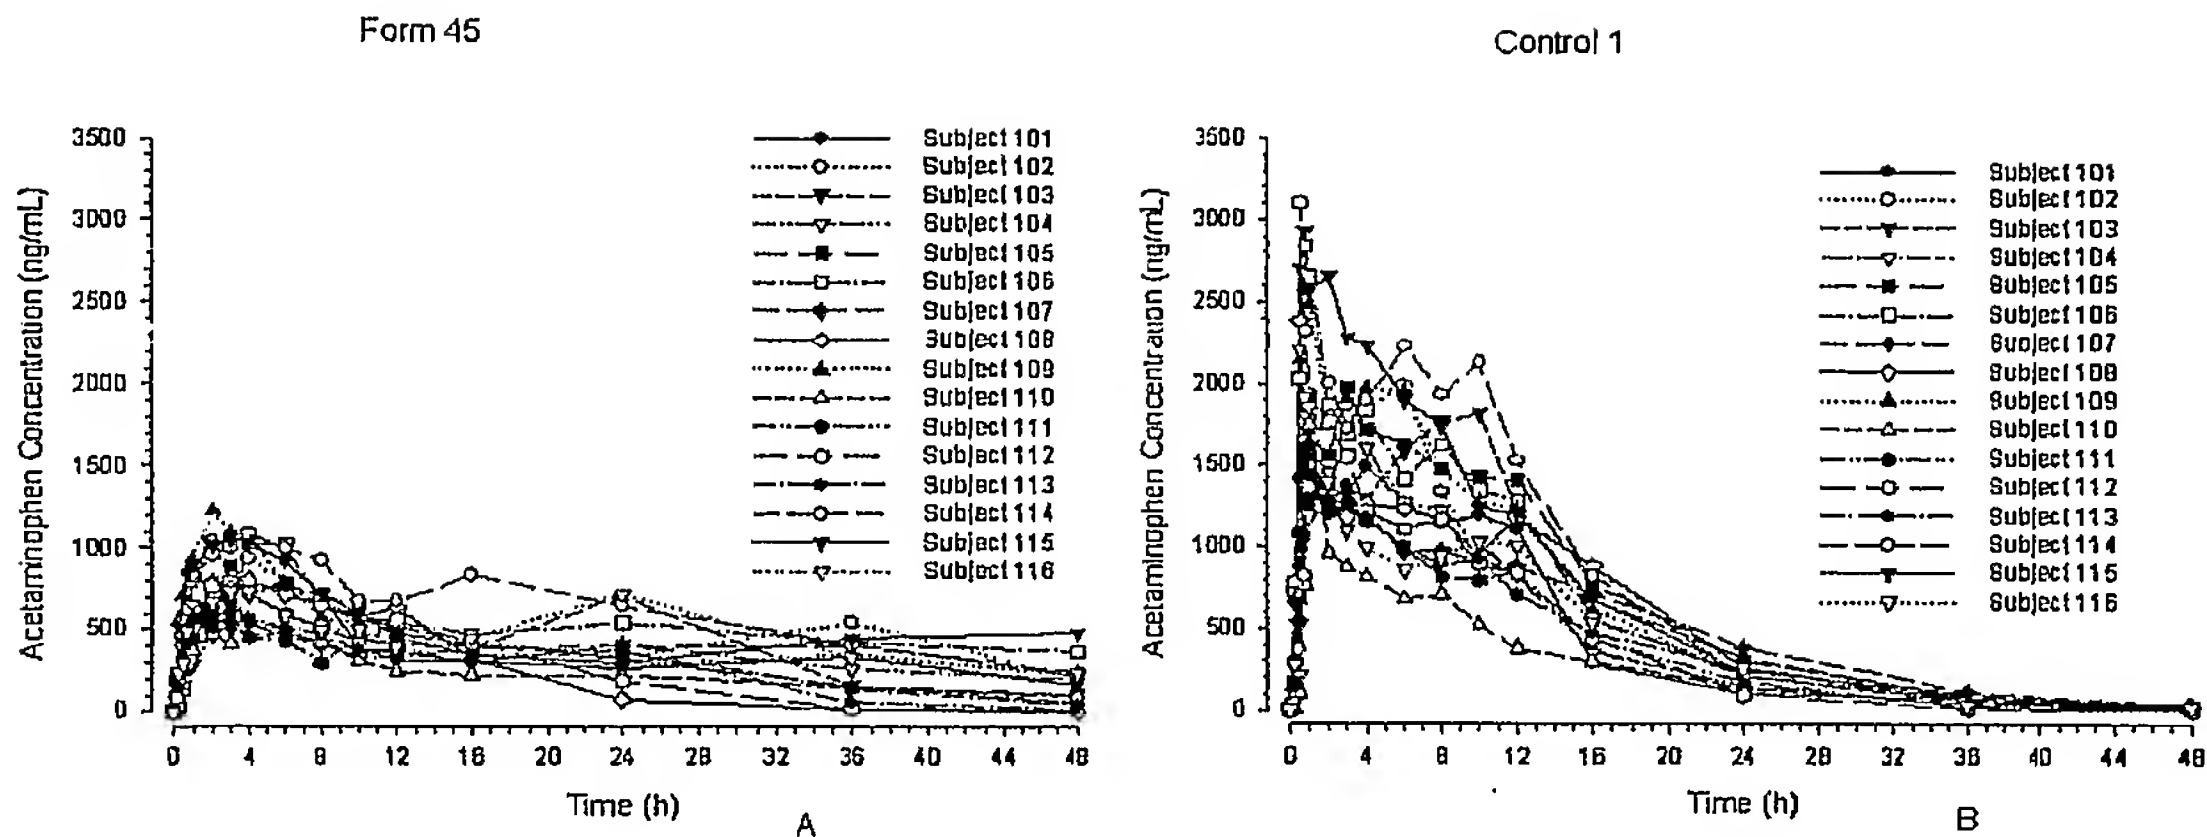 Form 45
3500
3000
2500
2000
1500
1000
500
0
Acetaminophen Concentration (ng/mL)
Subject 101
Subject 102
Subject 103
Subject 104
Subject 105
Subject 106
Subject 107
Subject 108
Subject 109
Subject 110
Subject 111
Subject 112
Subject 113
Subject 114
Subject 115
Subject 116
0 4 8 12 16 20 24 28 32 36 40 44 48
Time (h)
A
Control 1
3500
3000
2500
2000
1500
1000
500
0
Acetaminophen Concentration (ng/mL)
Subject 101
Subject 102
Subject 103
Subject 104
Subject 105
Subject 106
Subject 107
Subject 108
Subject 109
Subject 110
Subject 111
Subject 112
Subject 113
Subject 114
Subject 115
Subject 116
0 4 8 12 16 20 24 28 32 36 40 44 48
Time (h)
B